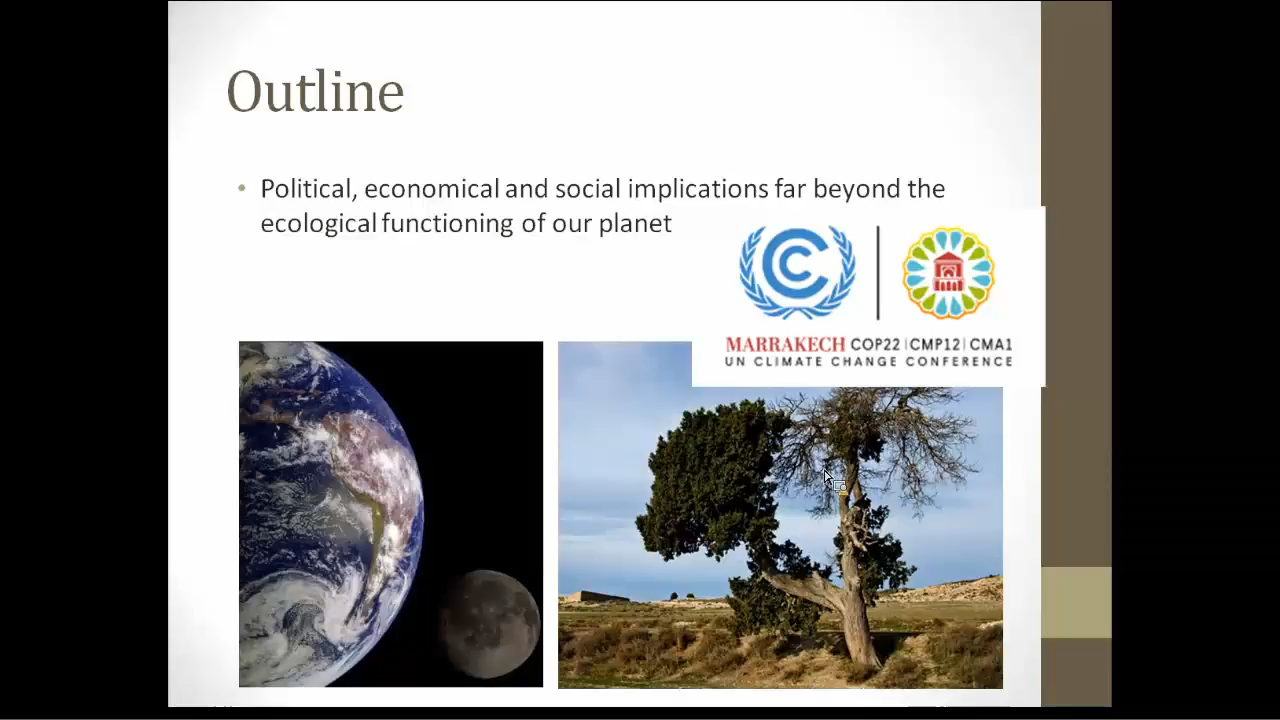 Outline
• Political, economical and social implications far beyond the
ecological functioning of our planet
MARRAKECH COP22 | CMP12 | CMA1
UN CLIMATE CHANGE CONFERENCE